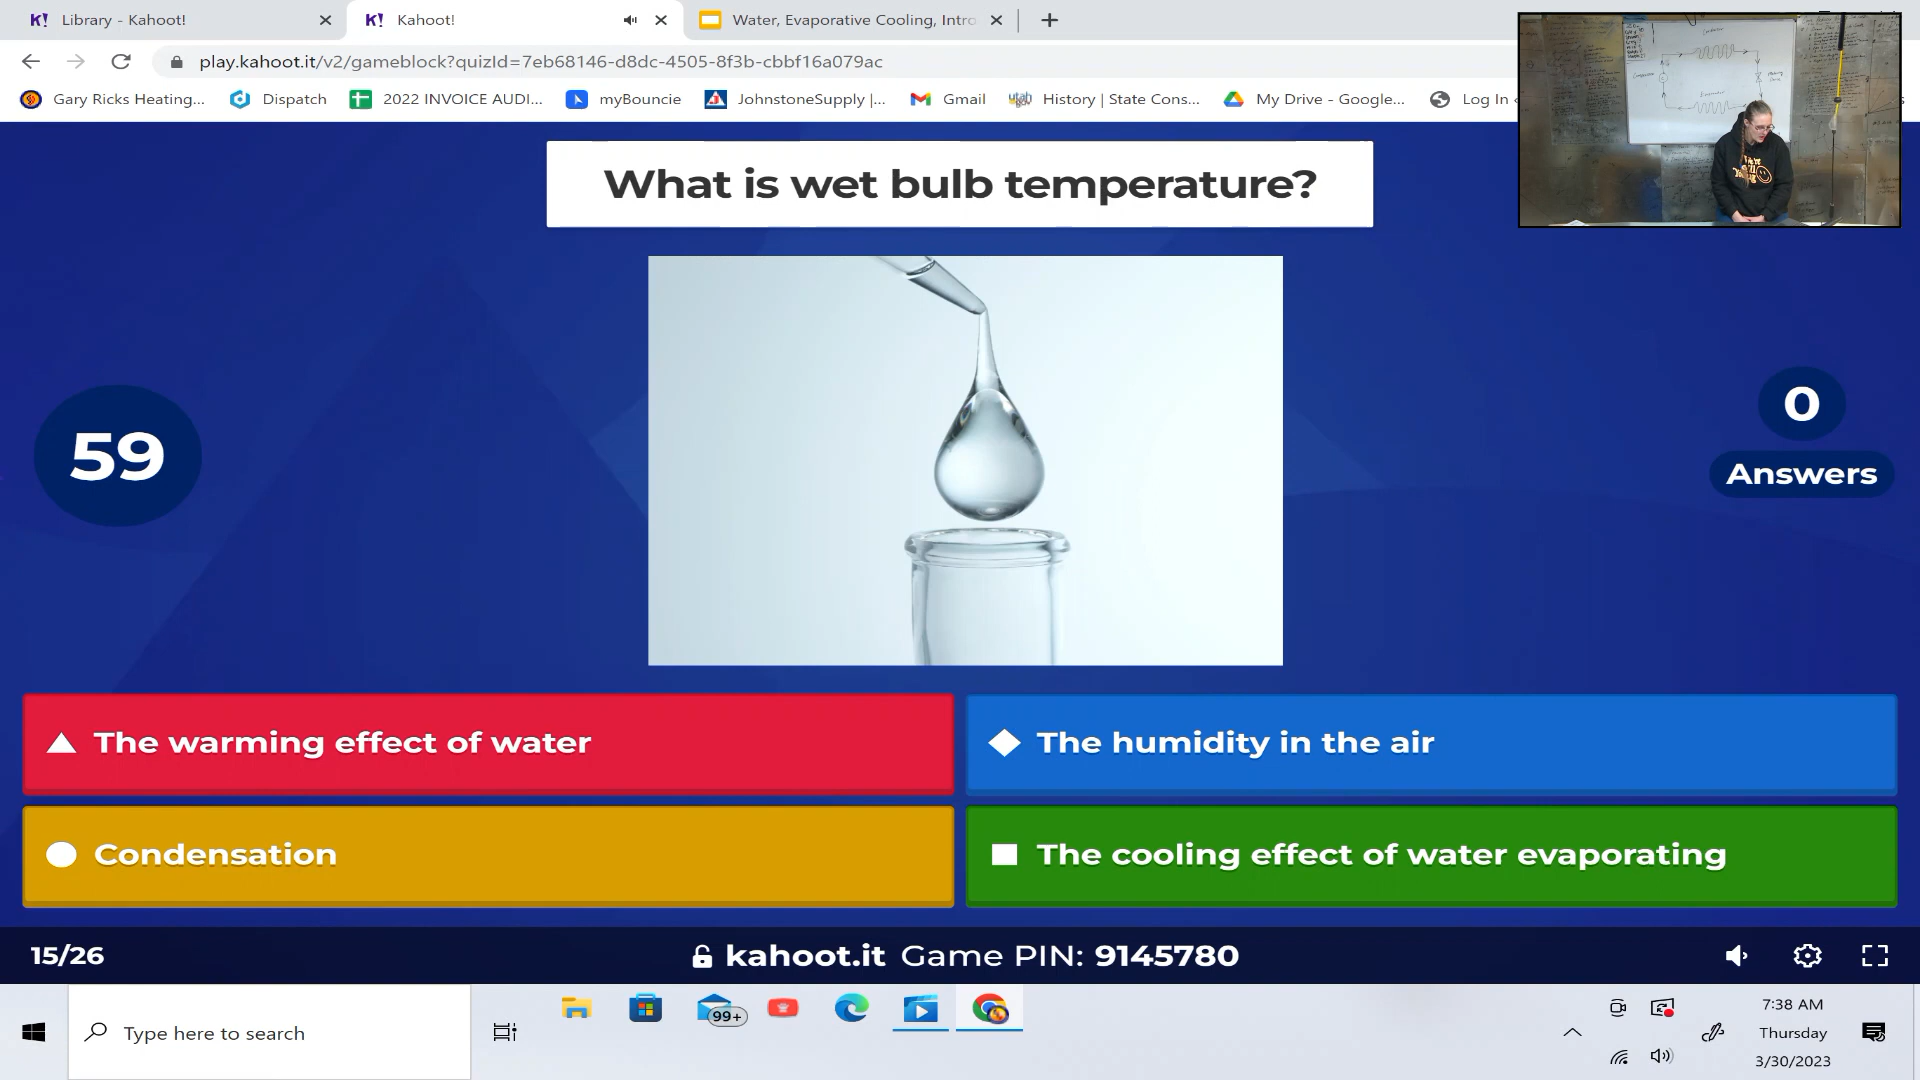 Library - Kahoot!
Kahoot!
Water, Evaporative Cooling, Intro
play.kahoot.it/v2/gameblock?quizId=7eb68146-d8dc-4505-8f3b-cbbf16a079ac
Gary Ricks Heating...
Dispatch
2022 INVOICE AUDI...
myBouncie
JohnstoneSupply |...
Gmail
History | State Cons...
My Drive - Google...
Log In
What is wet bulb temperature?
59
0
Answers
The warming effect of water
The humidity in the air
Condensation
The cooling effect of water evaporating
15/26
kahoot.it Game PIN: 9145780
Type here to search
99+
7:38 AM
Thursday
3/30/2023